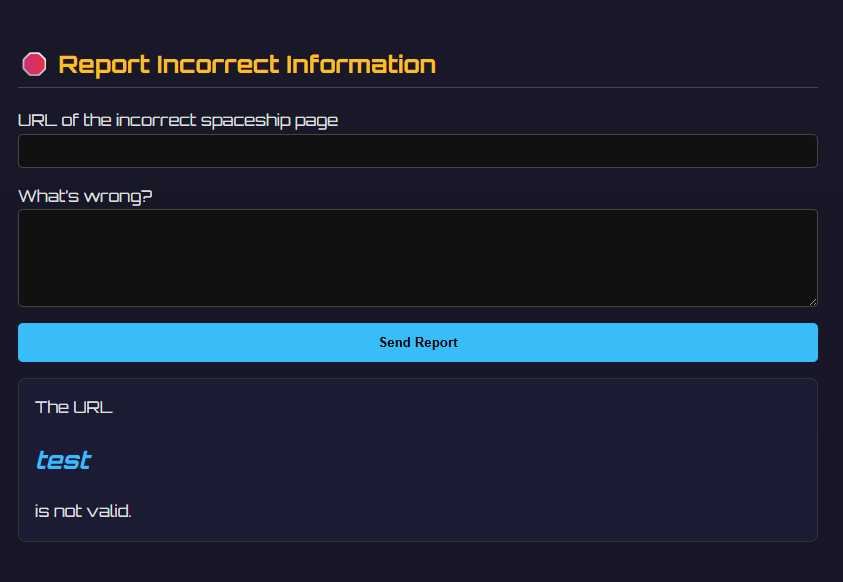 Report Incorrect Information
URL of the incorrect spaceship page
What's wrong?
Send Report
The URL
test
is not valid.